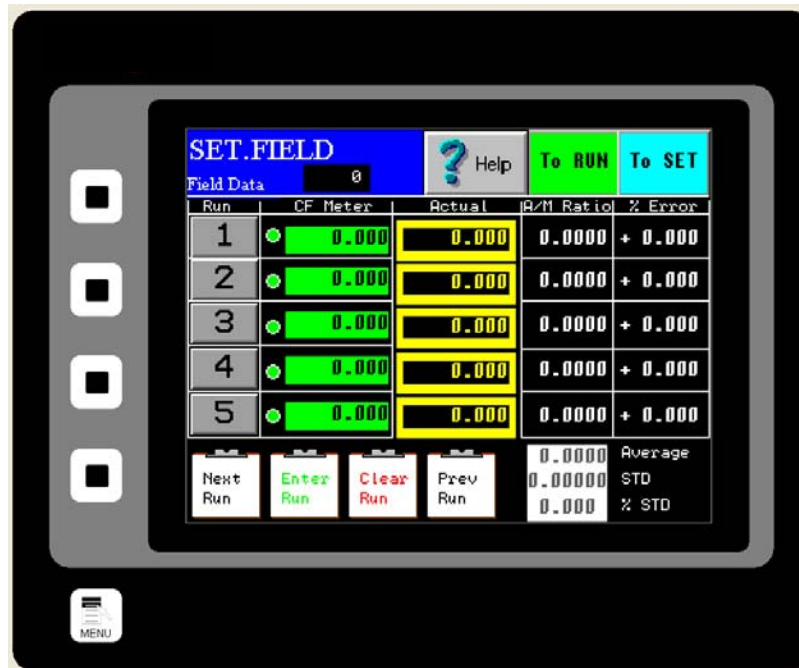 SET.FIELD
Field Data 0
Help
To RUN
To SET
Run CF Meter Actual A/M Ratio % Error
1 0.000 0.000 0.0000 + 0.000
2 0.000 0.000 0.0000 + 0.000
3 0.000 0.000 0.0000 + 0.000
4 0.000 0.000 0.0000 + 0.000
5 0.000 0.000 0.0000 + 0.000
Next Run
Enter Run
Clear Run
Prev Run
0.0000 Average
0.00000 STD
0.000 % STD
MENU